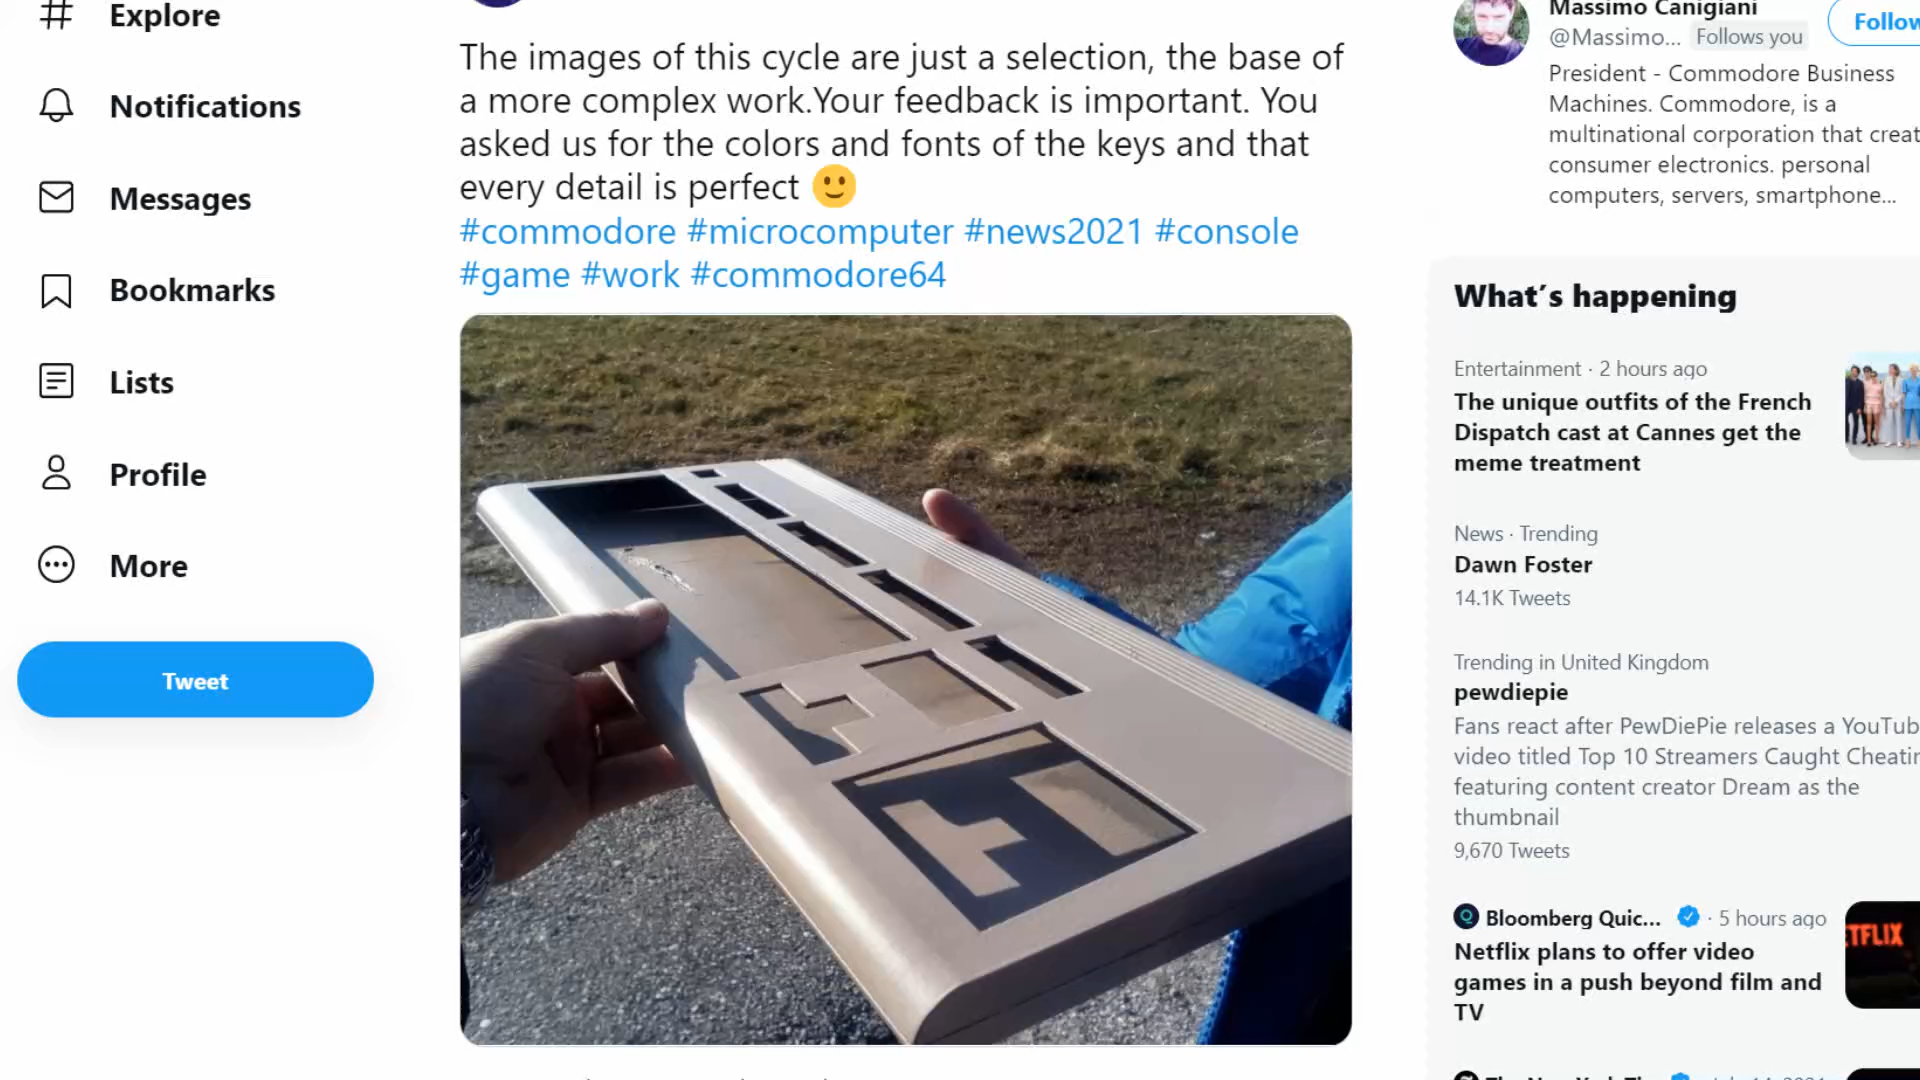 Explore
Notifications
Messages
Bookmarks
Lists
Profile
More
Tweet
The images of this cycle are just a selection, the base of
a more complex work.Your feedback is important. You
asked us for the colors and fonts of the keys and that
every detail is perfect 🙂
#commodore #microcomputer #news2021 #console
#game #work #commodore64
Massimo Canigiani
@Massimo... Follows you
Follow
President - Commodore Business
Machines. Commodore, is a
multinational corporation that creat
consumer electronics. personal
computers, servers, smartphone...
What's happening
Entertainment · 2 hours ago
The unique outfits of the French
Dispatch cast at Cannes get the
meme treatment
News · Trending
Dawn Foster
14.1K Tweets
Trending in United Kingdom
pewdiepie
Fans react after PewDiePie releases a YouTub
video titled Top 10 Streamers Caught Cheatin
featuring content creator Dream as the
thumbnail
9,670 Tweets
Bloomberg Quic... · 5 hours ago
Netflix plans to offer video
games in a push beyond film and
TV
ETFLIX